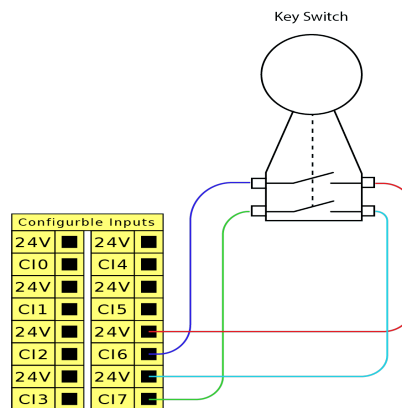 Key Switch
Configurble Inputs
24V 24V
CI0 CI4
24V 24V
CI1 CI5
24V 24V
CI2 CI6
24V 24V
CI3 CI7